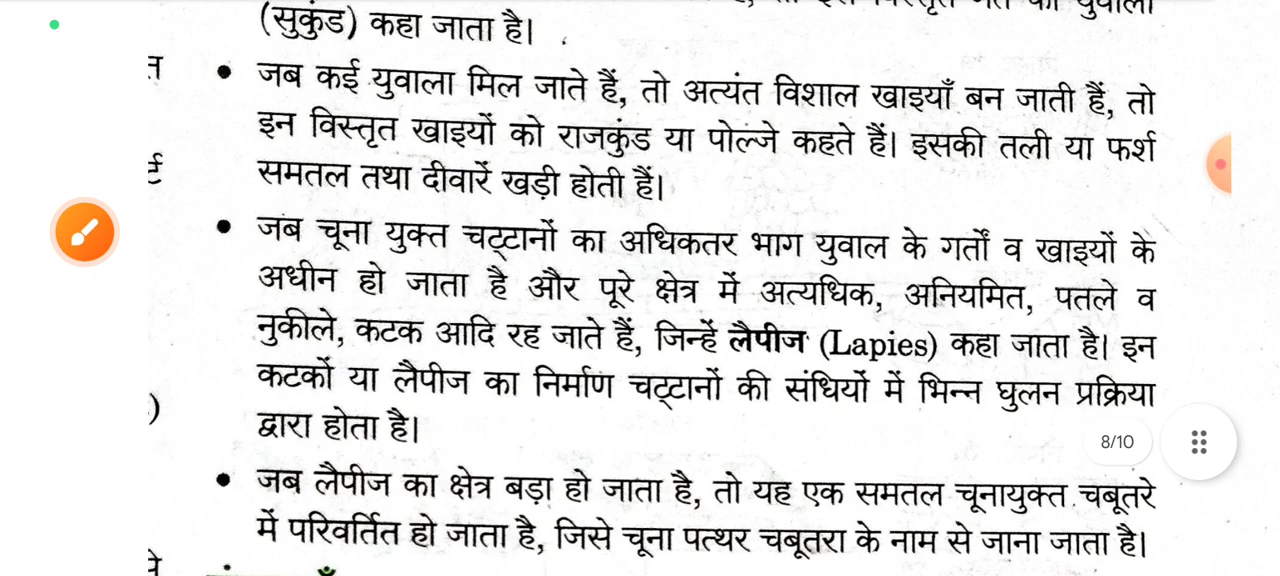 (सुकुंड) कहा जाता है।
• जब कई युवाला मिल जाते हैं, तो अत्यंत विशाल खाइयाँ बन जाती हैं, तो
इन विस्तृत खाइयों को राजकुंड या पोल्जे कहते हैं। इसकी तली या फर्श
समतल तथा दीवारें खड़ी होती हैं।
• जब चूना युक्त चट्टानों का अधिकतर भाग युवाल के गर्तों व खाइयों के
अधीन हो जाता है और पूरे क्षेत्र में अत्यधिक, अनियमित, पतले व
नुकीले, कटक आदि रह जाते हैं, जिन्हें लैपीज (Lapies) कहा जाता है। इन
कटकों या लैपीज का निर्माण चट्टानों की संधियों में भिन्न घुलन प्रक्रिया
द्वारा होता है।
8/10
• जब लैपीज का क्षेत्र बड़ा हो जाता है, तो यह एक समतल चूनायुक्त चबूतरे
में परिवर्तित हो जाता है, जिसे चूना पत्थर चबूतरा के नाम से जाना जाता है।